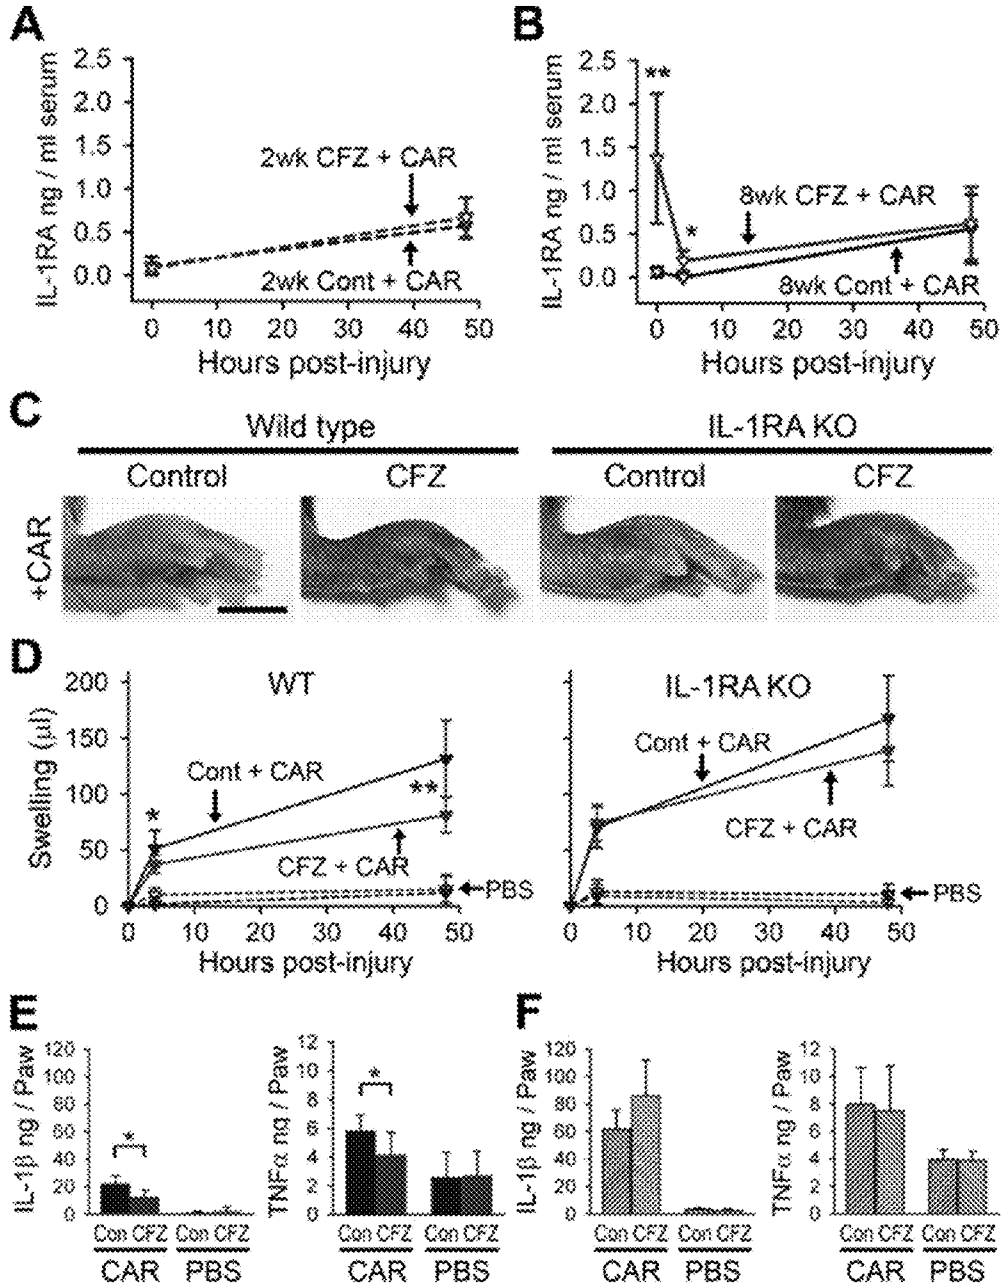 A
IL-1RA ng / ml serum
2.5
2.0
1.5
1.0
0.5
0.0
2wk CFZ + CAR
2wk Cont + CAR
0 10 20 30 40 50
Hours post-injury
B
IL-1RA ng / ml serum
2.5
2.0
1.5
1.0
0.5
0.0
**
*
8wk CFZ + CAR
8wk Cont + CAR
0 10 20 30 40 50
Hours post-injury
C
Wild type IL-1RA KO
Control CFZ Control CFZ
+CAR
D
Swelling (µl)
200
150
100
50
0
WT
Cont + CAR
*
**
CFZ + CAR
PBS
0 10 20 30 40 50
Hours post-injury
IL-1RA KO
Cont + CAR
CFZ + CAR
PBS
0 10 20 30 40 50
Hours post-injury
E
IL-1β ng / Paw
120
100
80
60
40
20
0
*
Con CFZ Con CFZ
CAR PBS
TNFα ng / Paw
12
10
8
6
4
2
0
*
Con CFZ Con CFZ
CAR PBS
F
IL-1β ng / Paw
120
100
80
60
40
20
0
Con CFZ Con CFZ
CAR PBS
TNFα ng / Paw
12
10
8
6
4
2
0
Con CFZ Con CFZ
CAR PBS